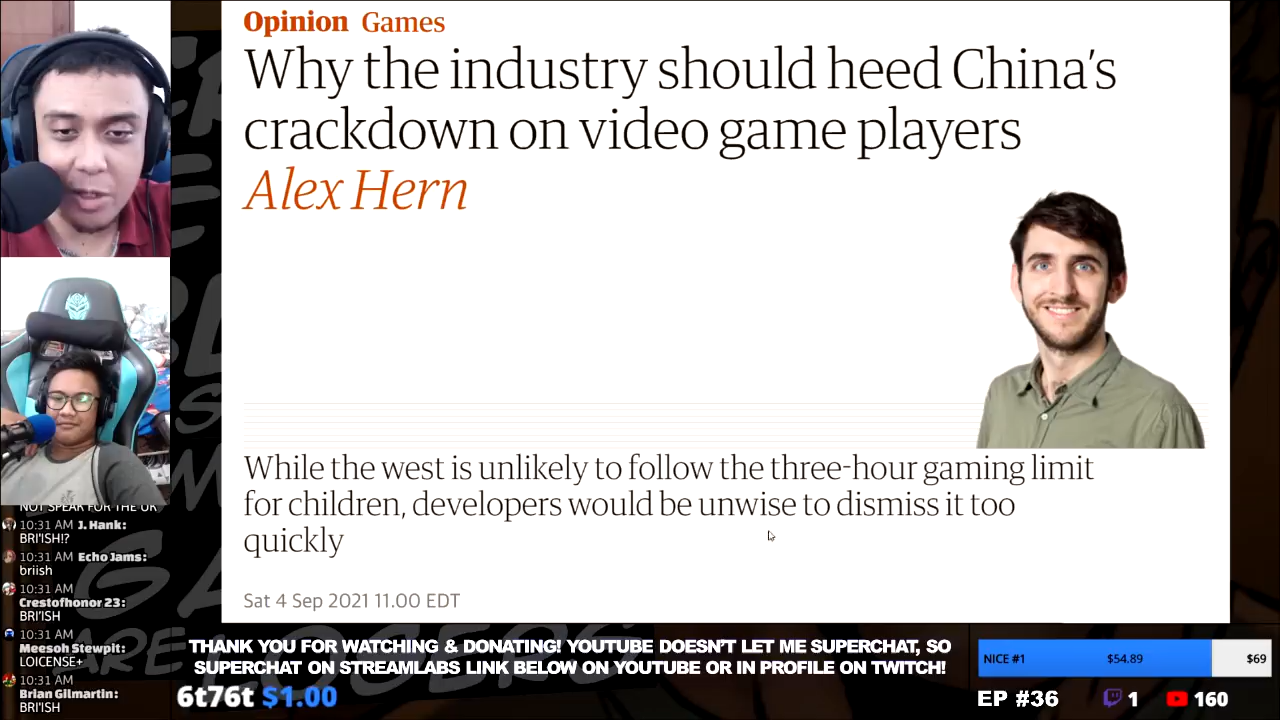 Opinion Games
Why the industry should heed China's
crackdown on video game players
Alex Hern
While the west is unlikely to follow the three-hour gaming limit
for children, developers would be unwise to dismiss it too
quickly
Sat 4 Sep 2021 11.00 EDT
NOT SPEAK FOR THE UK
10:31 AM J. Hank:
BRI'ISH!?
10:31 AM Echo Jams:
briish
10:31 AM
Crestofhonor 23:
BRI'ISH
10:31 AM
Meesoh Stewpit:
LOICENSE+
10:31 AM
Brian Gilmartin:
BRI'ISH
THANK YOU FOR WATCHING & DONATING! YOUTUBE DOESN'T LET ME SUPERCHAT, SO
SUPERCHAT ON STREAMLABS LINK BELOW ON YOUTUBE OR IN PROFILE ON TWITCH!
6t76t $1.00
NICE #1 $54.89 $69
EP #36 1 160